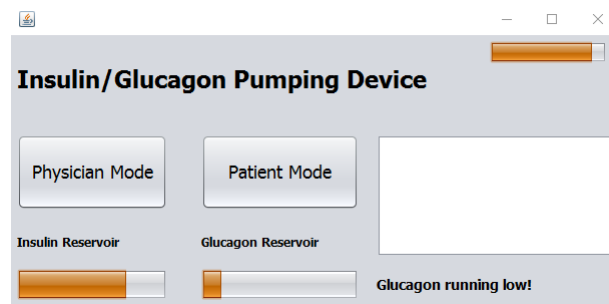 Insulin/Glucagon Pumping Device
Physician Mode
Patient Mode
Insulin Reservoir
Glucagon Reservoir
Glucagon running low!